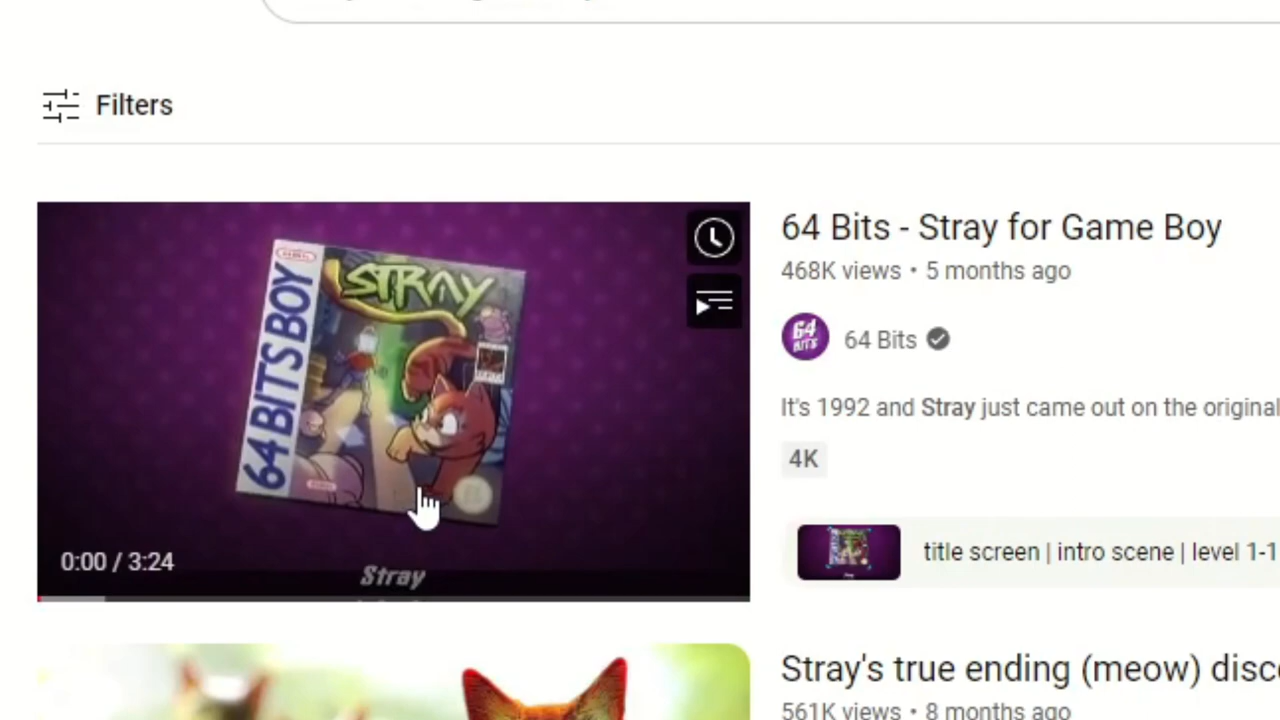 Filters
STRAY
64 BITS BOY
0:00 / 3:24
Stray
64 Bits - Stray for Game Boy
468K views • 5 months ago
64
BITS
64 Bits
It's 1992 and Stray just came out on the original
4K
title screen | intro scene | level 1-1
Stray's true ending (meow) disc
561K views • 8 months ago